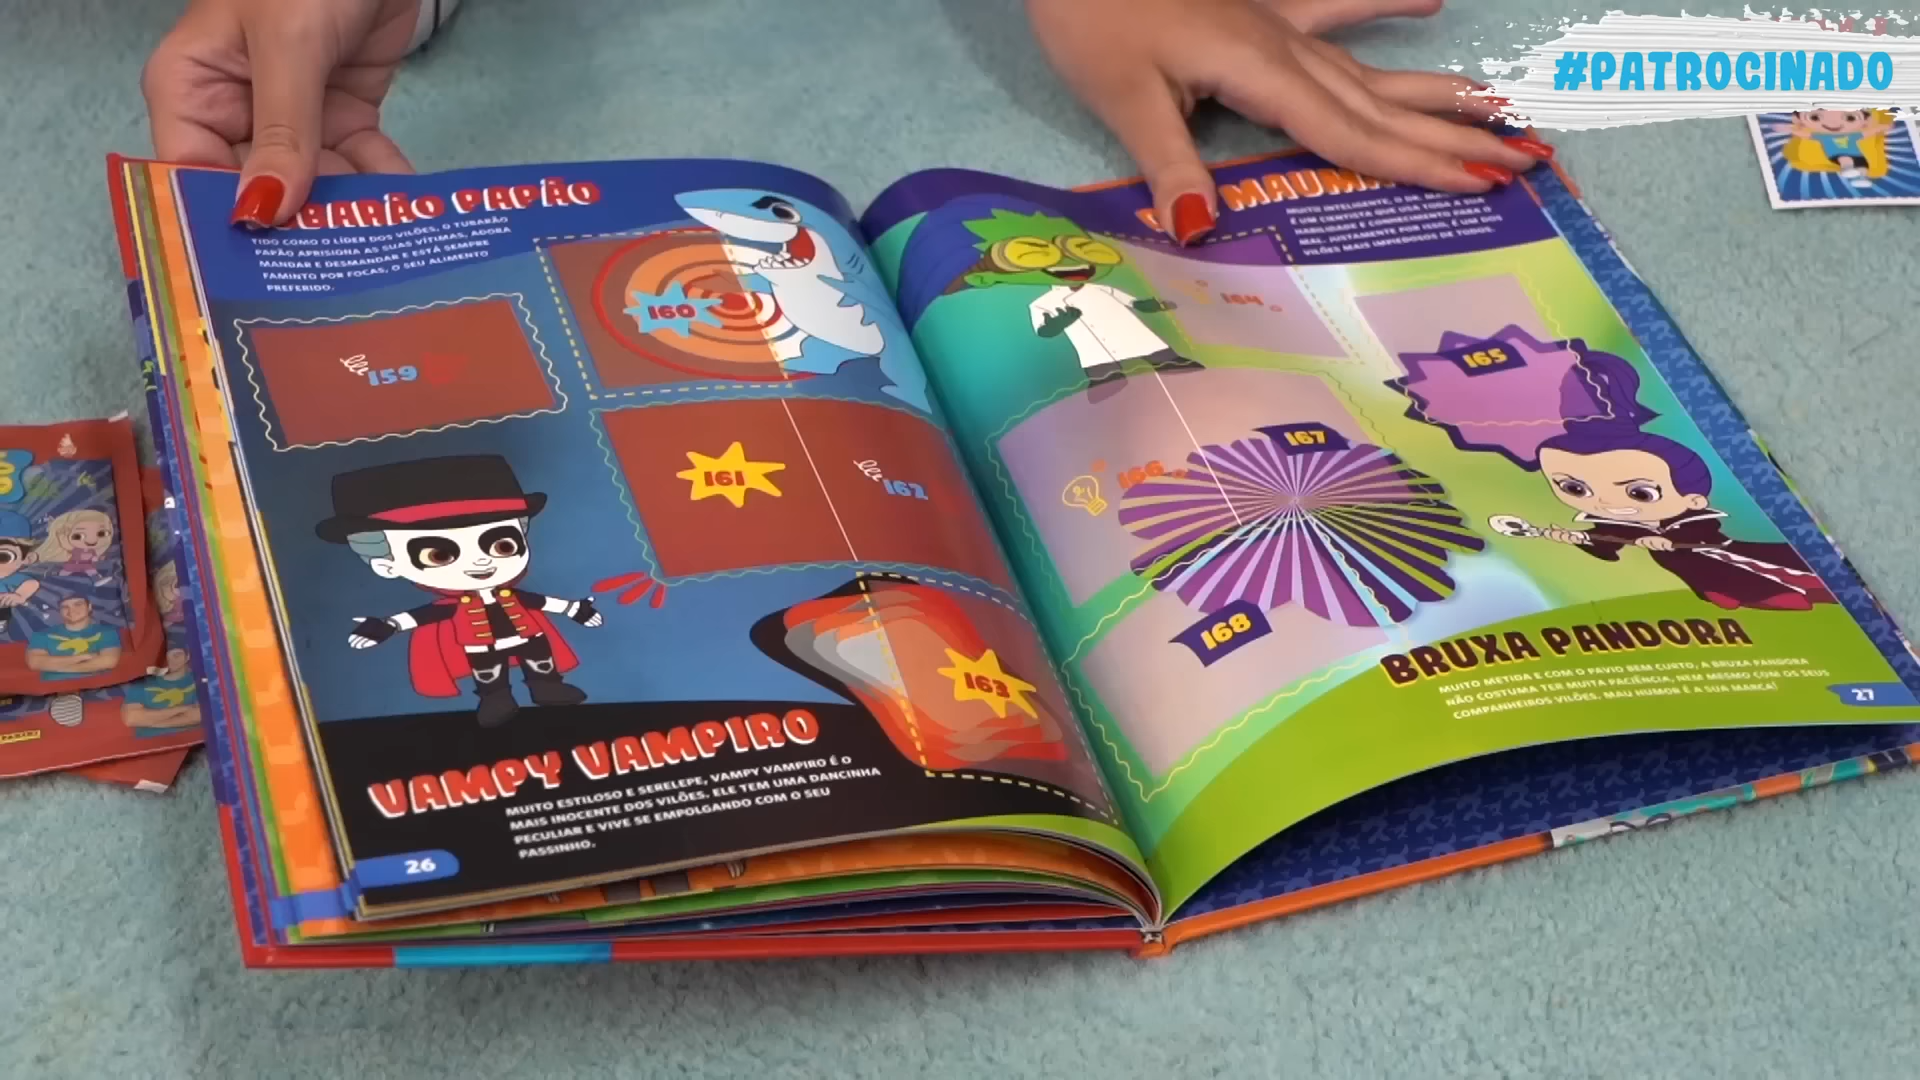 #PATROCINADO
BARÃO PAPÃO
TIDO COMO O LÍDER DOS VILÕES, O TUBARÃO
PAPÃO APRISIONA AS SUAS VÍTIMAS, ADORA
MANDAR E DESMANDAR E ESTÁ SEMPRE
FAMINTO POR FOCAS, O SEU ALIMENTO
PREFERIDO.
159
160
161
162
163
VAMPY VAMPIRO
MUITO ESTILOSO E SERELEPE, VAMPY VAMPIRO É O
MAIS INOCENTE DOS VILÕES. ELE TEM UMA DANCINHA
PECULIAR E VIVE SE EMPOLGANDO COM O SEU
PASSINHO.
26
MAUM
MUITO INTELIGENTE, O DR. MA
É UM CIENTISTA QUE USA TODA A SUA
HABILIDADE E CONHECIMENTO PARA O
MAL. JUSTAMENTE POR ISSO, É UM DOS
VILÕES MAIS IMPIEDOSOS DE TODOS.
164
165
166
167
168
BRUXA PANDORA
MUITO METIDA E COM O PAVIO BEM CURTO, A BRUXA PANDORA
NÃO COSTUMA TER MUITA PACIÊNCIA, NEM MESMO COM OS SEUS
COMPANHEIROS VILÕES. MAU HUMOR É A SUA MARCA!
27
PANINI